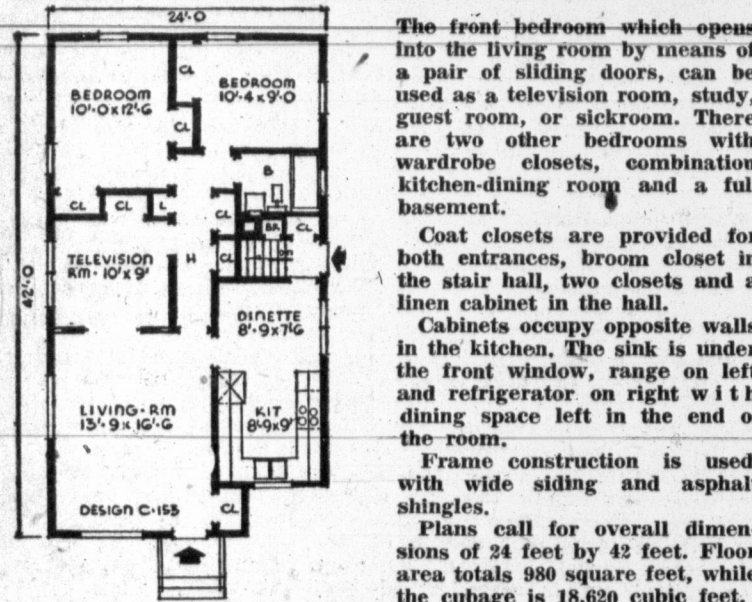 24'-0
42'-0
BEDROOM
10'-0 x 12'-6
CL
BEDROOM
10'-4 x 9'-0
CL
B
CL
CL
L
CL
BR
CL
TELEVISION
RM - 10' x 9'
H
CL
DINETTE
8'-9 x 7'-6
LIVING - RM
13'-9 x 16'-6
KIT
8'-9 x 9'
DESIGN C-153
CL
The front bedroom which opens
into the living room by means of
a pair of sliding doors, can be
used as a television room, study,
guest room, or sickroom. There
are two other bedrooms with
wardrobe closets, combination
kitchen-dining room and a full
basement.
Coat closets are provided for
both entrances, broom closet in
the stair hall, two closets and a
linen cabinet in the hall.
Cabinets occupy opposite walls
in the kitchen. The sink is under
the front window, range on left
and refrigerator on right with
dining space left in the end of
the room.
Frame construction is used
with wide siding and asphalt
shingles.
Plans call for overall dimen-
sions of 24 feet by 42 feet. Floor
area totals 980 square feet, while
the cubage is 18,620 cubic feet.